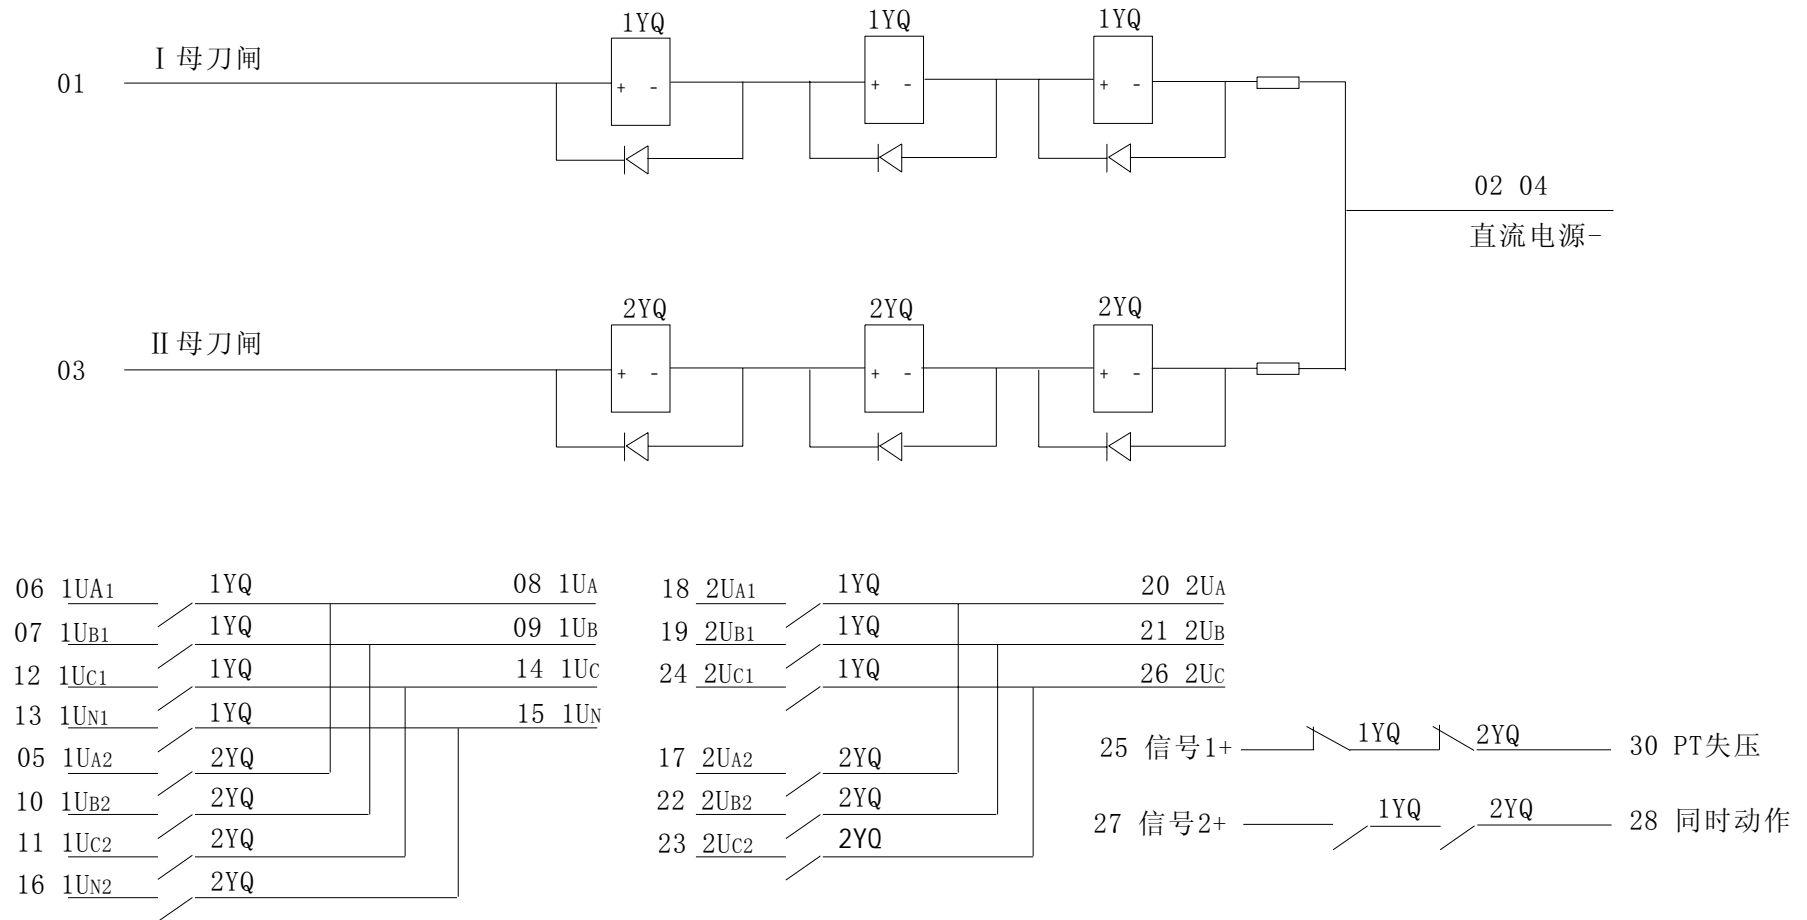 1YQ 1YQ 1YQ
Ⅰ母刀闸
01
+ - + - + -
02 04
直流电源-
2YQ 2YQ 2YQ
Ⅱ母刀闸
03
+ - + - + -
06 1UA1 1YQ 08 1UA
07 1UB1 1YQ 09 1UB
12 1UC1 1YQ 14 1UC
13 1UN1 1YQ 15 1UN
05 1UA2 2YQ
10 1UB2 2YQ
11 1UC2 2YQ
16 1UN2 2YQ
18 2UA1 1YQ 20 2UA
19 2UB1 1YQ 21 2UB
24 2UC1 1YQ 26 2UC
17 2UA2 2YQ
22 2UB2 2YQ
23 2UC2 2YQ
25 信号1+ 1YQ 2YQ 30 PT失压
27 信号2+ 1YQ 2YQ 28 同时动作